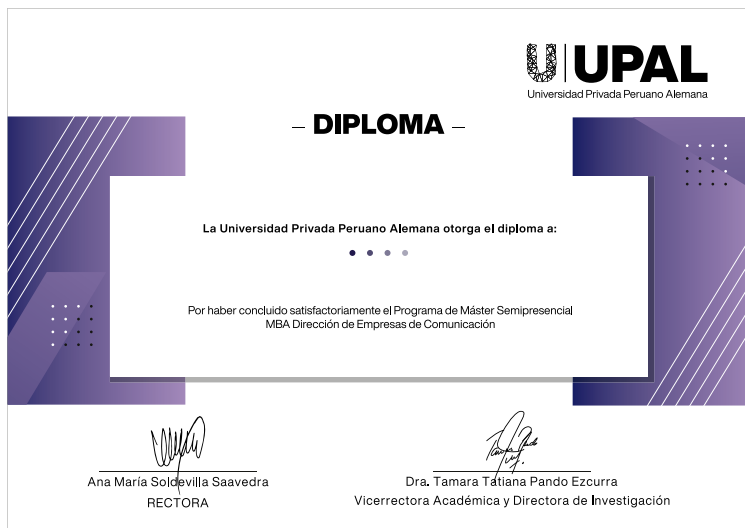 UPAL
Universidad Privada Peruano Alemana
– DIPLOMA –
La Universidad Privada Peruano Alemana otorga el diploma a:
Por haber concluido satisfactoriamente el Programa de Máster Semipresencial
MBA Dirección de Empresas de Comunicación
Ana María Soldevilla Saavedra
RECTORA
Dra. Tamara Tatiana Pando Ezcurra
Vicerrectora Académica y Directora de Investigación